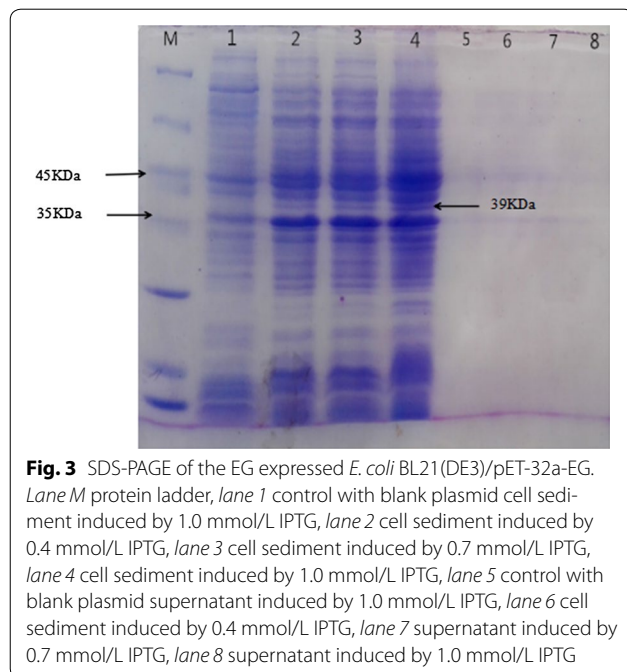 M 1 2 3 4 5 6 7 8
45KDa
39KDa
35KDa
Fig. 3 SDS-PAGE of the EG expressed E. coli BL21(DE3)/pET-32a-EG.
Lane M protein ladder, lane 1 control with blank plasmid cell sedi-
ment induced by 1.0 mmol/L IPTG, lane 2 cell sediment induced by
0.4 mmol/L IPTG, lane 3 cell sediment induced by 0.7 mmol/L IPTG,
lane 4 cell sediment induced by 1.0 mmol/L IPTG, lane 5 control with
blank plasmid supernatant induced by 1.0 mmol/L IPTG, lane 6 cell
sediment induced by 0.4 mmol/L IPTG, lane 7 supernatant induced by
0.7 mmol/L IPTG, lane 8 supernatant induced by 1.0 mmol/L IPTG